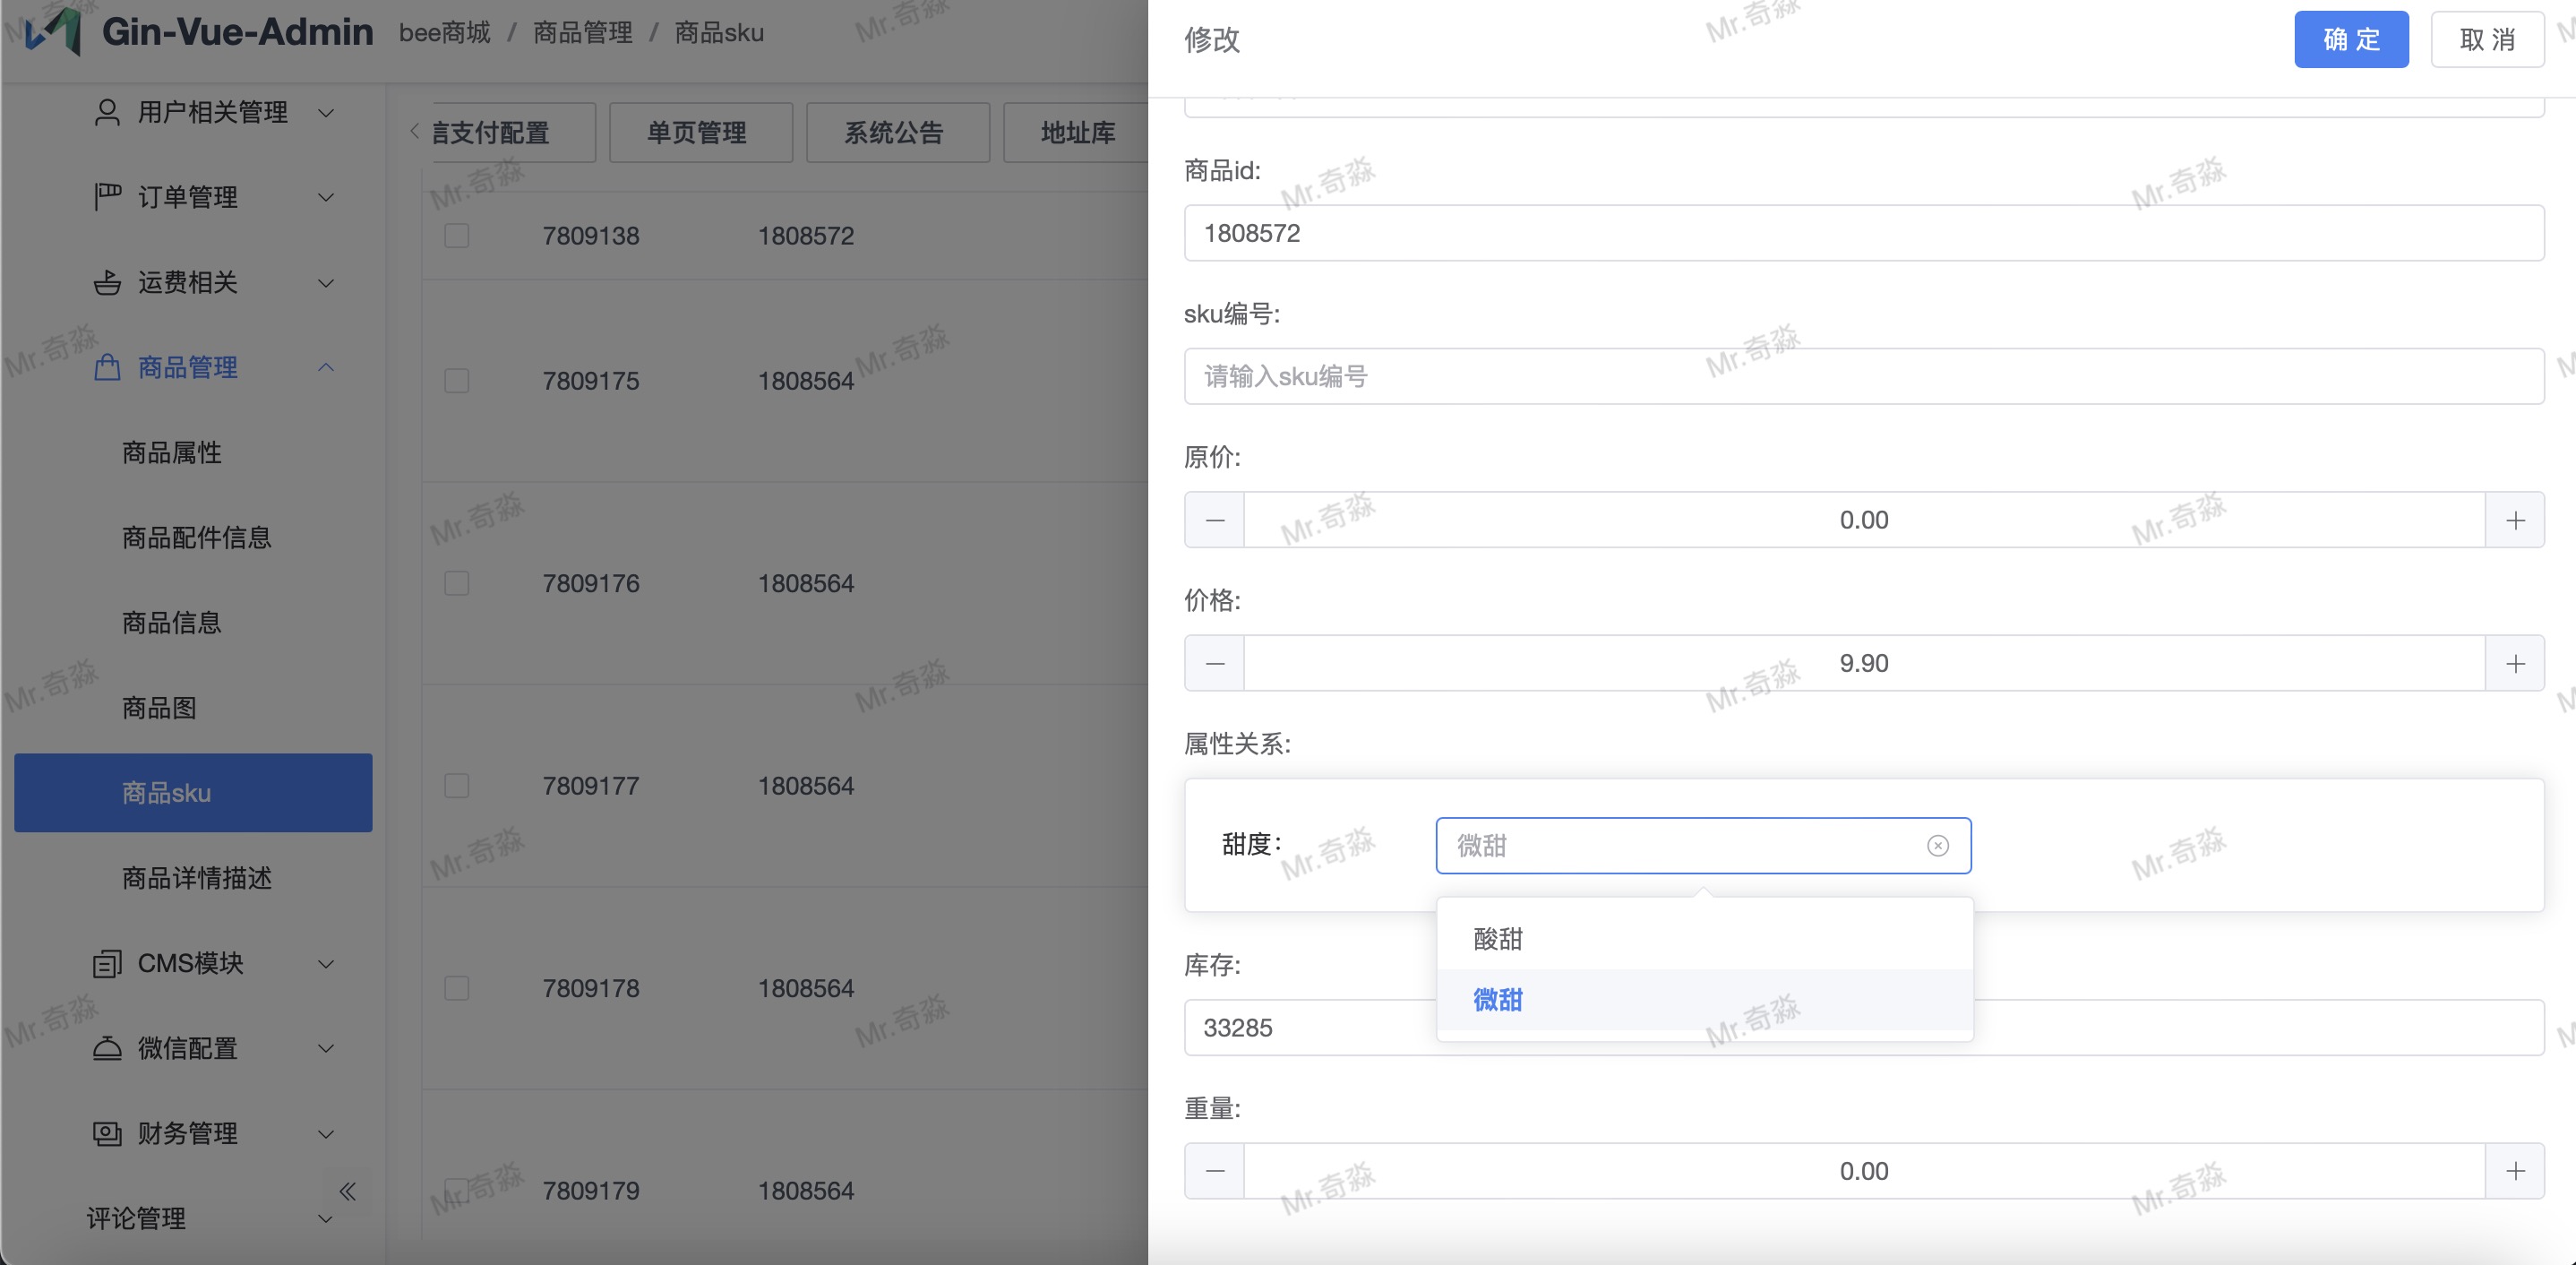 Gin-Vue-Admin
bee商城 / 商品管理 / 商品sku
用户相关管理
订单管理
运费相关
商品管理
商品属性
商品配件信息
商品信息
商品图
商品sku
商品详情描述
CMS模块
微信配置
财务管理
评论管理
信支付配置
单页管理
系统公告
地址库
7809138 1808572
7809175 1808564
7809176 1808564
7809177 1808564
7809178 1808564
7809179 1808564
修改
确 定
取 消
商品id:
1808572
sku编号:
请输入sku编号
原价:
0.00
价格:
9.90
属性关系:
甜度:
微甜
酸甜
微甜
库存:
33285
重量:
0.00
Mr.奇淼